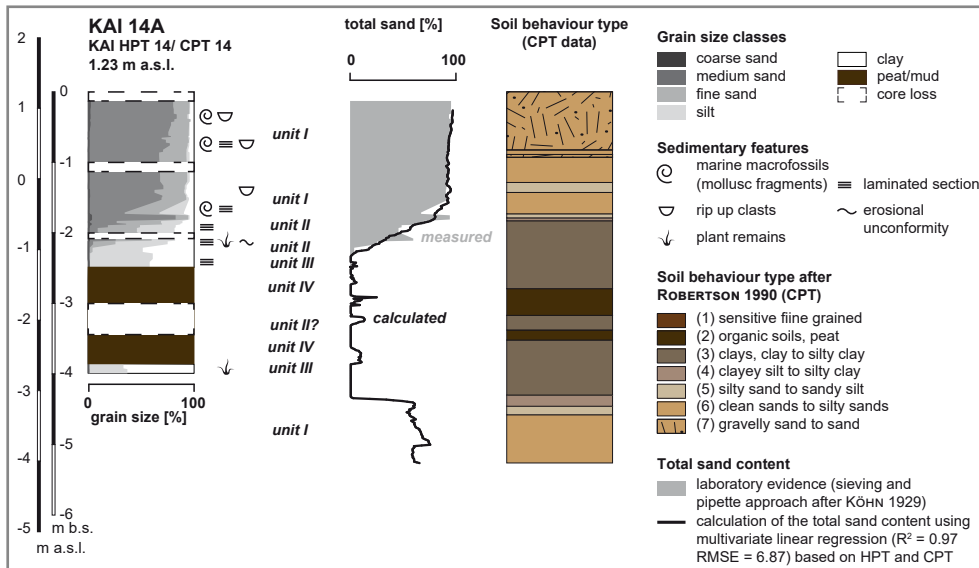 KAI 14A
KAI HPT 14/ CPT 14
1.23 m a.s.l.
total sand [%]
0 100
Soil behaviour type
(CPT data)
2
1
0
-1
-2
-3
-4
-5
m a.s.l.
0
-1
-2
-3
-4
-5
-6
m b.s.
unit I
unit I
unit II
unit II
unit III
unit IV
unit II?
unit IV
unit III
unit I
0 100
grain size [%]
measured
calculated
Grain size classes
coarse sand
medium sand
fine sand
silt
clay
peat/mud
core loss
Sedimentary features
marine macrofossils
(mollusc fragments)
rip up clasts
plant remains
laminated section
erosional
unconformity
Soil behaviour type after
ROBERTSON 1990 (CPT)
(1) sensitive fine grained
(2) organic soils, peat
(3) clays, clay to silty clay
(4) clayey silt to silty clay
(5) silty sand to sandy silt
(6) clean sands to silty sands
(7) gravelly sand to sand
Total sand content
laboratory evidence (sieving and
pipette approach after KÖHN 1929)
calculation of the total sand content using
multivariate linear regression (R² = 0.97
RMSE = 6.87) based on HPT and CPT